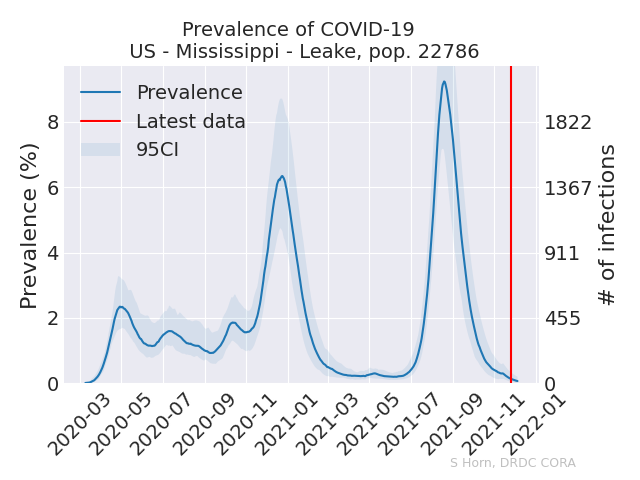 Prevalence of COVID-19
US - Mississippi - Leake, pop. 22786
Prevalence
Latest data
95CI
Prevalence (%)
8
6
4
2
0
# of infections
1822
1367
911
455
0
2020-03
2020-05
2020-07
2020-09
2020-11
2021-01
2021-03
2021-05
2021-07
2021-09
2021-11
2022-01
S Horn, DRDC CORA